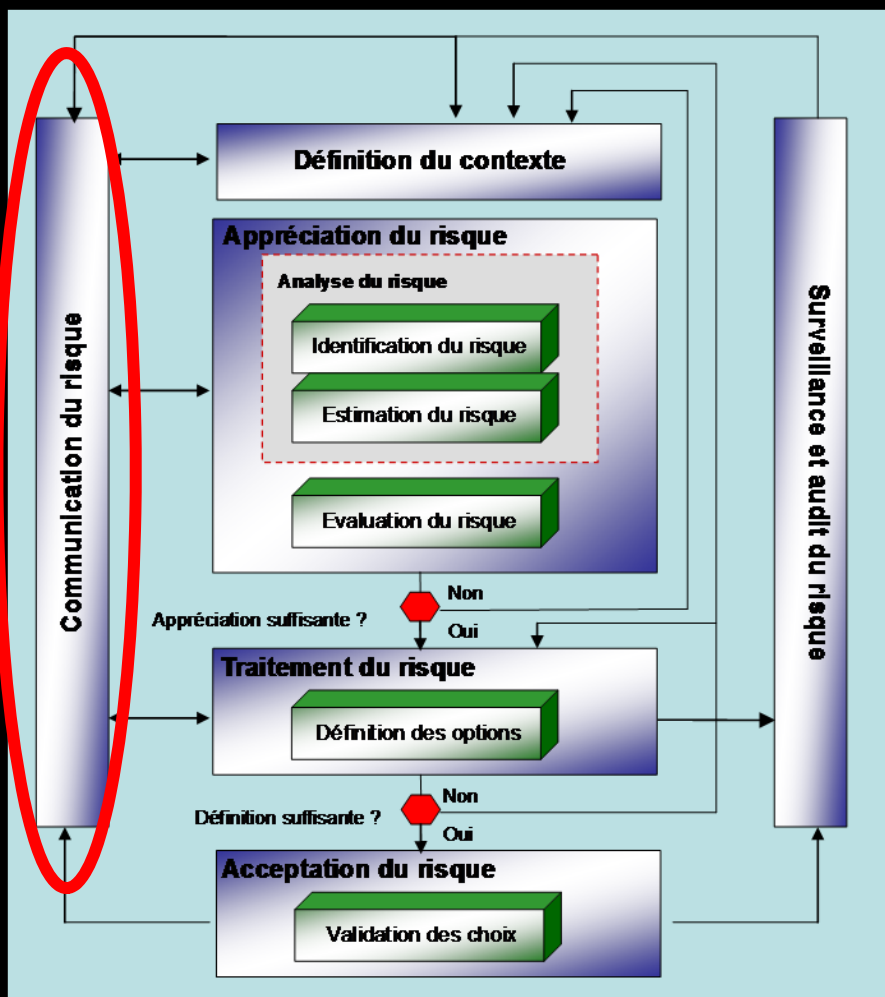 Définition du contexte
Appréciation du risque
Analyse du risque
Identification du risque
Estimation du risque
Evaluation du risque
Non
Appréciation suffisante ?
Oui
Traitement du risque
Définition des options
Non
Définition suffisante ?
Oui
Acceptation du risque
Validation des choix
Communication du risque
Surveillance et audit du risque